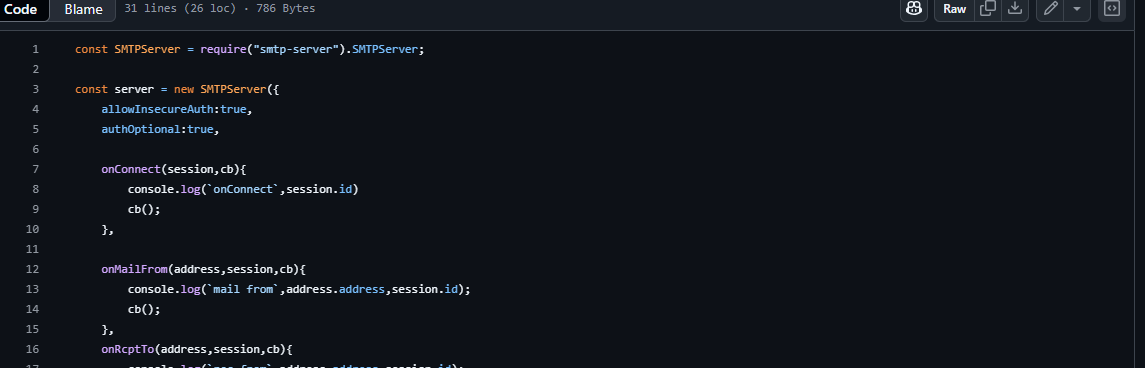 Code Blame 31 lines (26 loc) · 786 Bytes Raw
1 const SMTPServer = require("smtp-server").SMTPServer;
2
3 const server = new SMTPServer({
4 allowInsecureAuth:true,
5 authOptional:true,
6
7 onConnect(session,cb){
8 console.log(`onConnect`,session.id)
9 cb();
10 },
11
12 onMailFrom(address,session,cb){
13 console.log(`mail from`,address.address,session.id);
14 cb();
15 },
16 onRcptTo(address,session,cb){